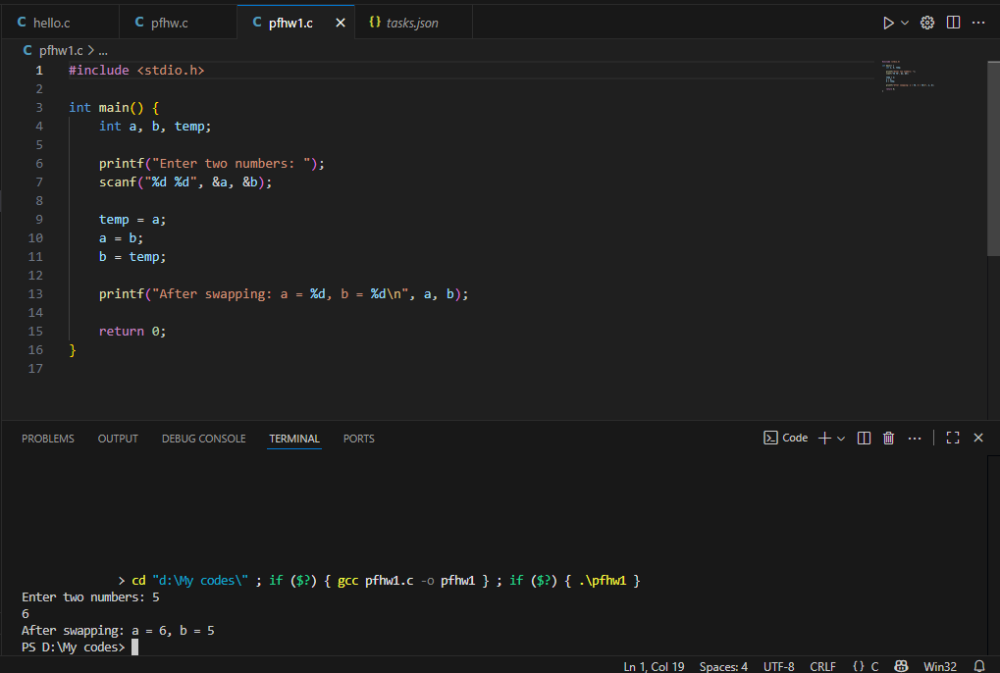 C hello.c C pfhw.c C pfhw1.c × {} tasks.json
C pfhw1.c > ...
1 #include <stdio.h>
2
3 int main() {
4     int a, b, temp;
5
6     printf("Enter two numbers: ");
7     scanf("%d %d", &a, &b);
8
9     temp = a;
10     a = b;
11     b = temp;
12
13     printf("After swapping: a = %d, b = %d\n", a, b);
14
15     return 0;
16 }
17
PROBLEMS OUTPUT DEBUG CONSOLE TERMINAL PORTS Code
> cd "d:\My codes\" ; if ($?) { gcc pfhw1.c -o pfhw1 } ; if ($?) { .\pfhw1 }
Enter two numbers: 5
6
After swapping: a = 6, b = 5
PS D:\My codes>
Ln 1, Col 19 Spaces: 4 UTF-8 CRLF {} C Win32